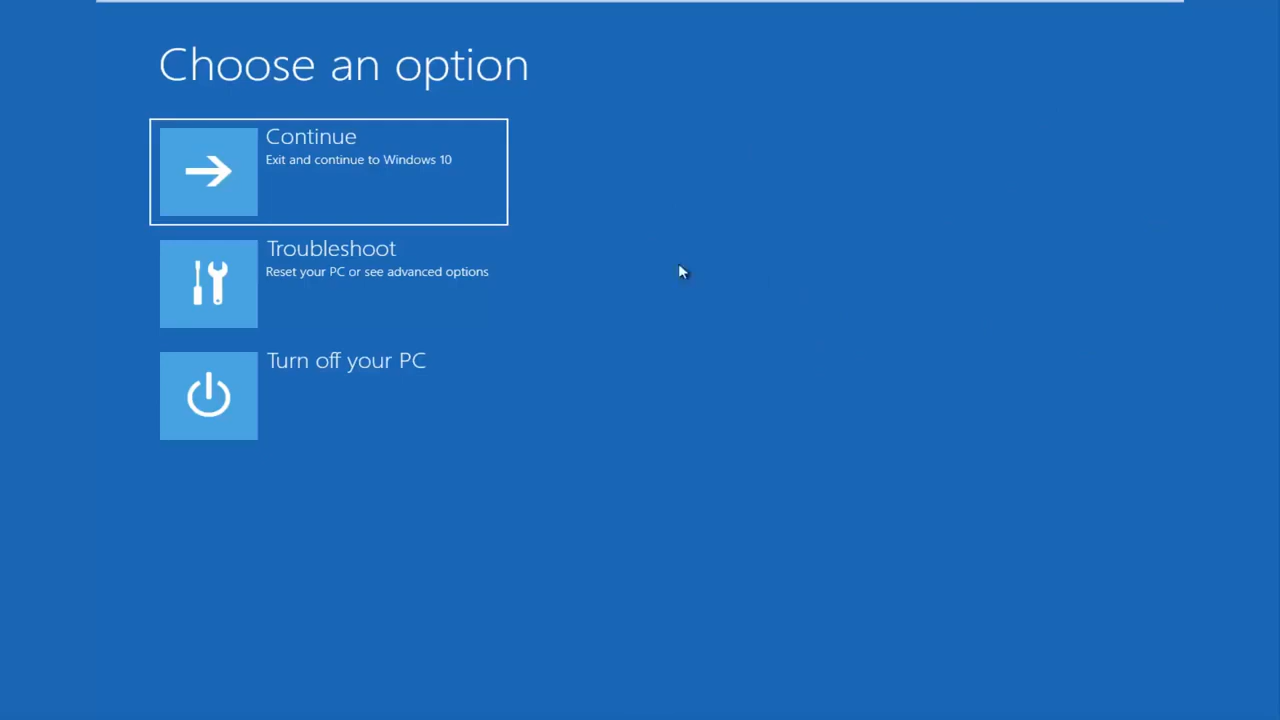 Choose an option
Continue
Exit and continue to Windows 10
Troubleshoot
Reset your PC or see advanced options
Turn off your PC